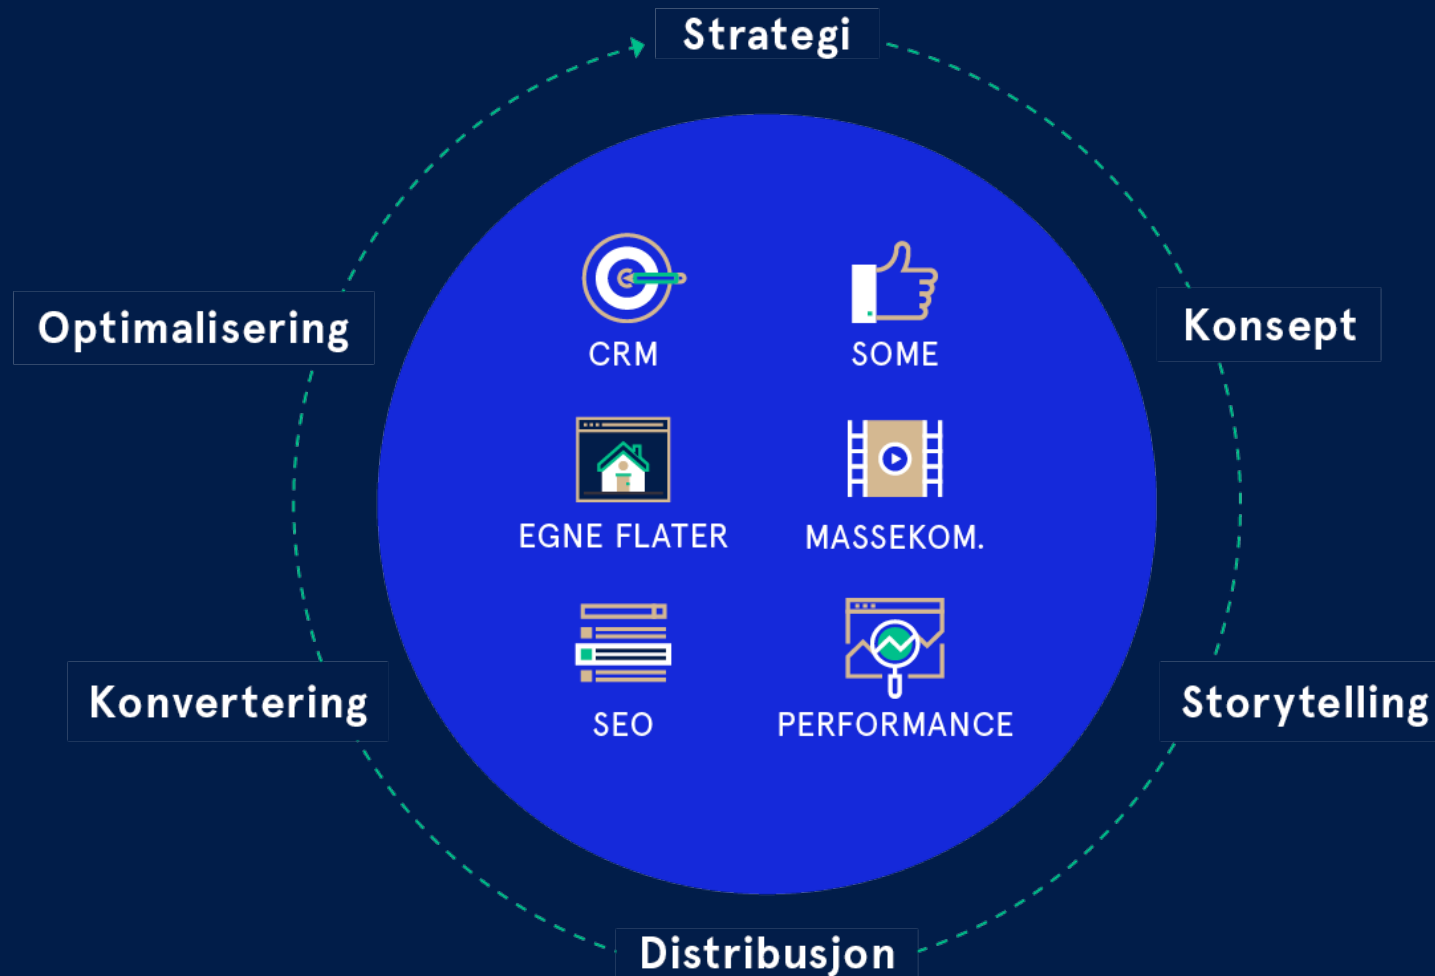 Strategi
Optimalisering
Konsept
CRM
SOME
EGNE FLATER
MASSEKOM.
Konvertering
Storytelling
SEO
PERFORMANCE
Distribusjon